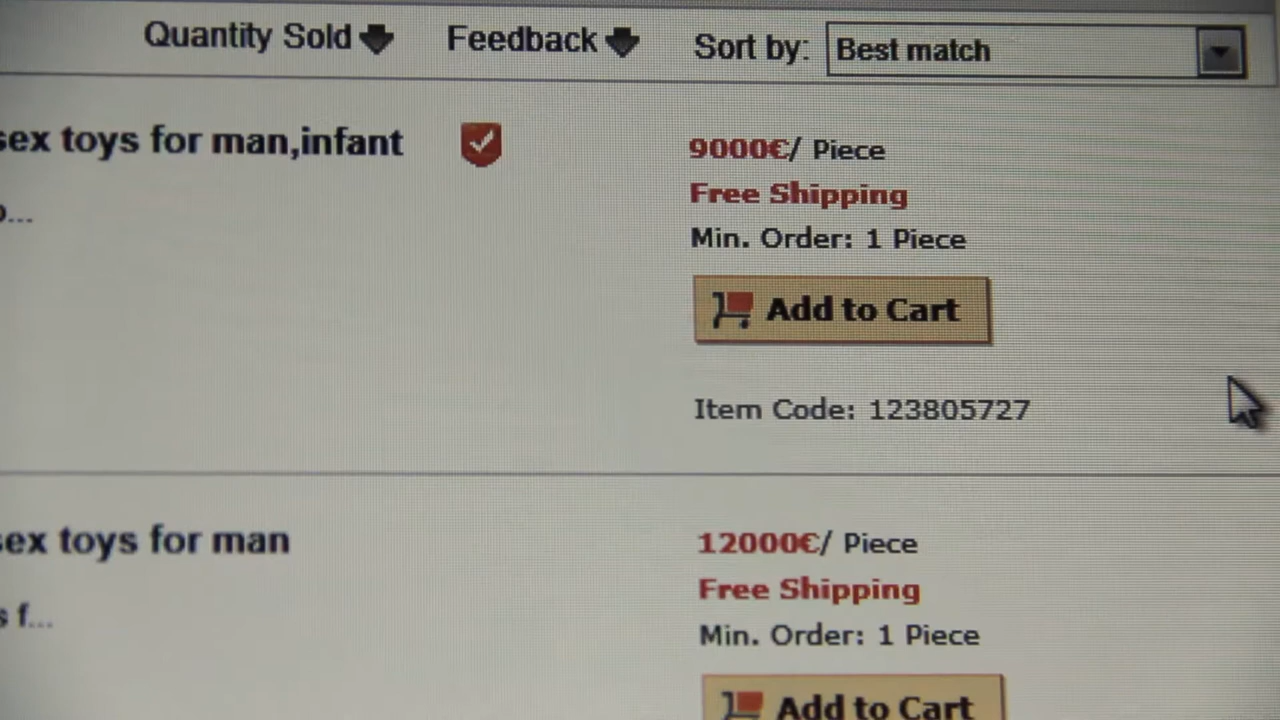 Quantity Sold
Feedback
Sort by:
Best match
sex toys for man,infant
9000€/ Piece
Free Shipping
...
Min. Order: 1 Piece
Add to Cart
Item Code: 123805727
sex toys for man
12000€/ Piece
Free Shipping
s f...
Min. Order: 1 Piece
Add to Cart